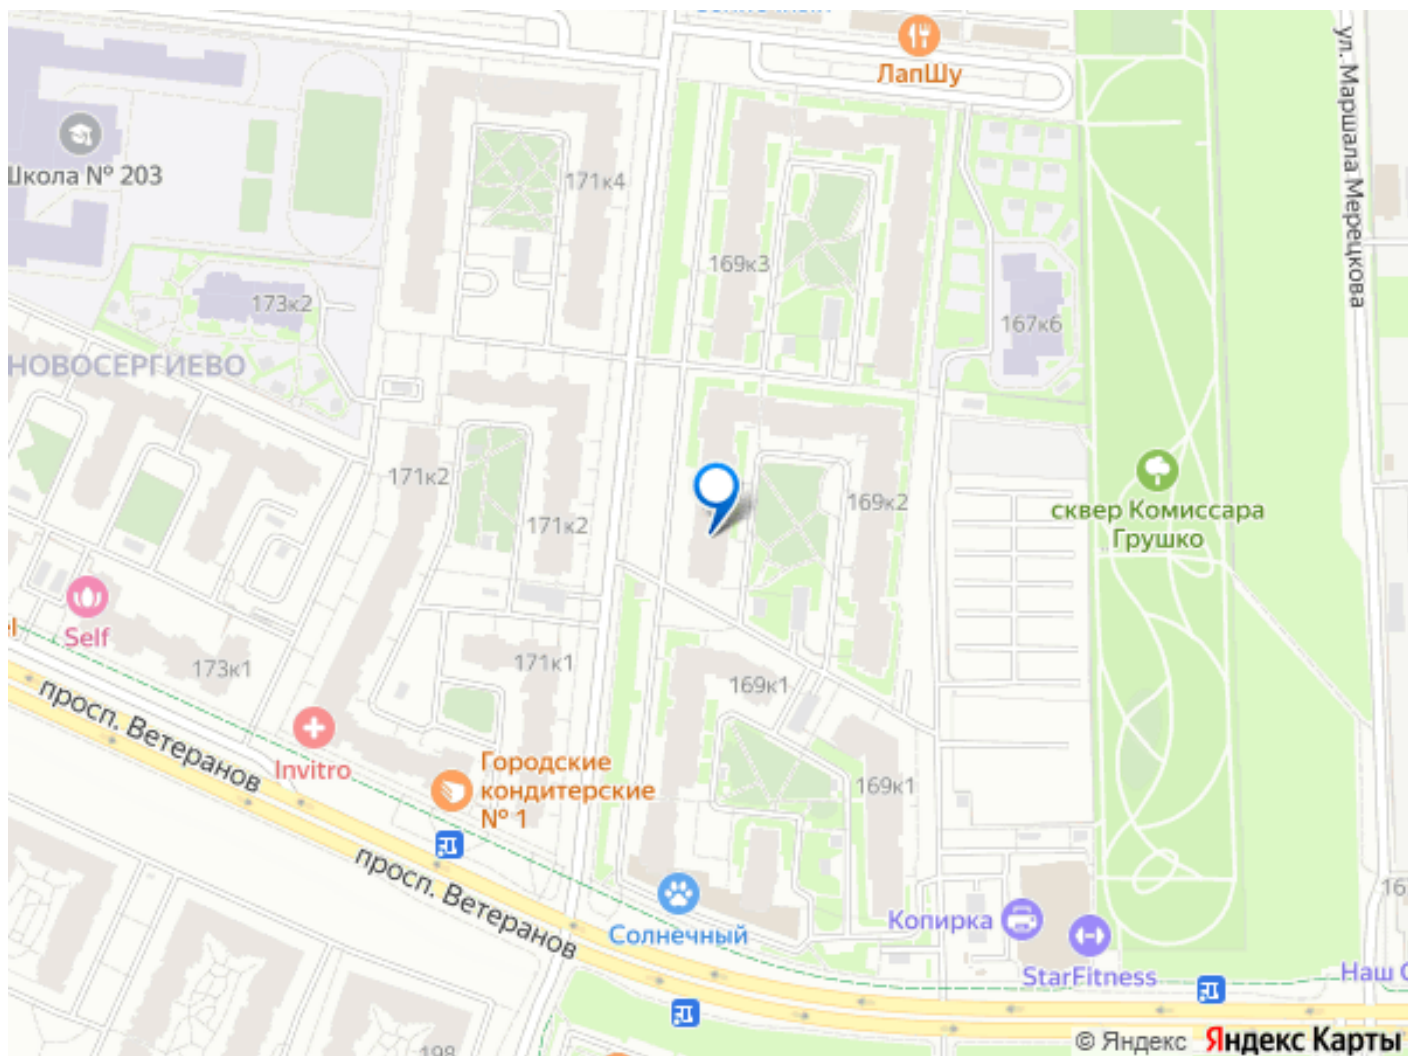 ЛапШу
ул. Маршала Мерецкова
Школа № 203
171к4
169к3
173к2
167к6
НОВОСЕРГИЕВО
171к2
171к2
169к2
сквер Комиссара
Грушко
Self
173к1
171к1
169к1
просп. Ветеранов
Invitro
Городские
кондитерские
№ 1
169к1
просп. Ветеранов
Солнечный
Копирка
StarFitness
Наш С
198
© Яндекс Яндекс Карты